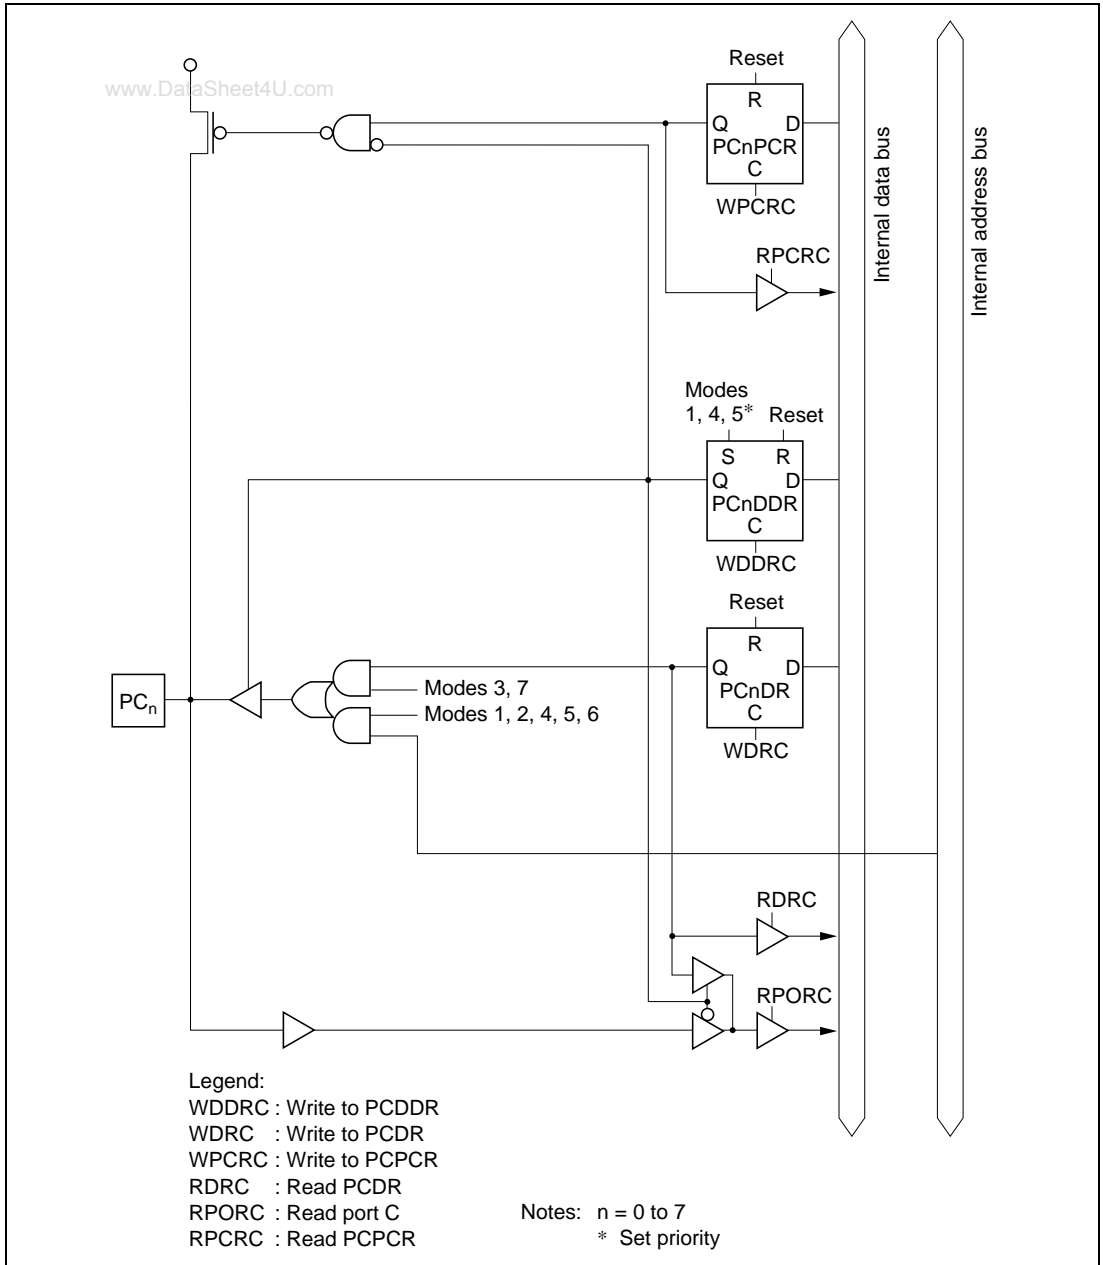 www.DataSheet4U.com
Reset
R
Q D
PCnPCR
C
WPCRC
RPCRC
Internal data bus
Internal address bus
Modes
1, 4, 5* Reset
S R
Q D
PCnDDR
C
WDDRC
Reset
R
Q D
PCnDR
C
WDRC
PCn
Modes 3, 7
Modes 1, 2, 4, 5, 6
RDRC
RPORC
Legend:
WDDRC : Write to PCDDR
WDRC : Write to PCDR
WPCRC : Write to PCPCR
RDRC : Read PCDR
RPORC : Read port C
RPCRC : Read PCPCR
Notes: n = 0 to 7
* Set priority